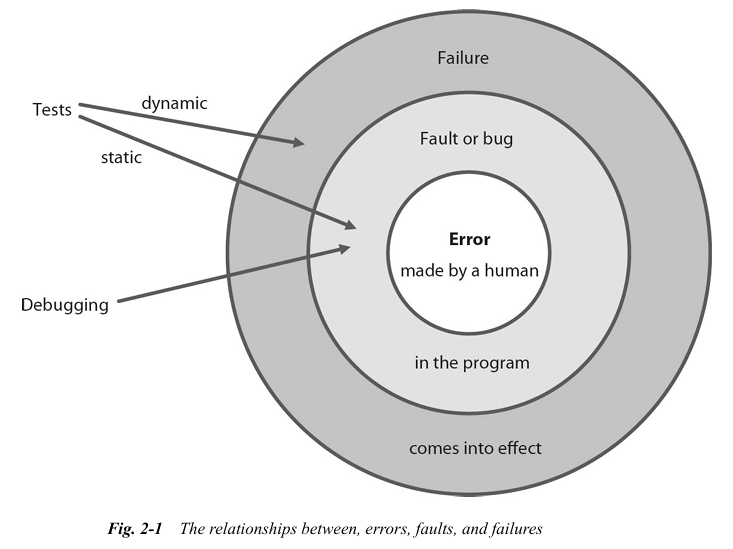 Failure
Tests
dynamic
static
Fault or bug
Error
made by a human
Debugging
in the program
comes into effect
Fig. 2-1 The relationships between, errors, faults, and failures